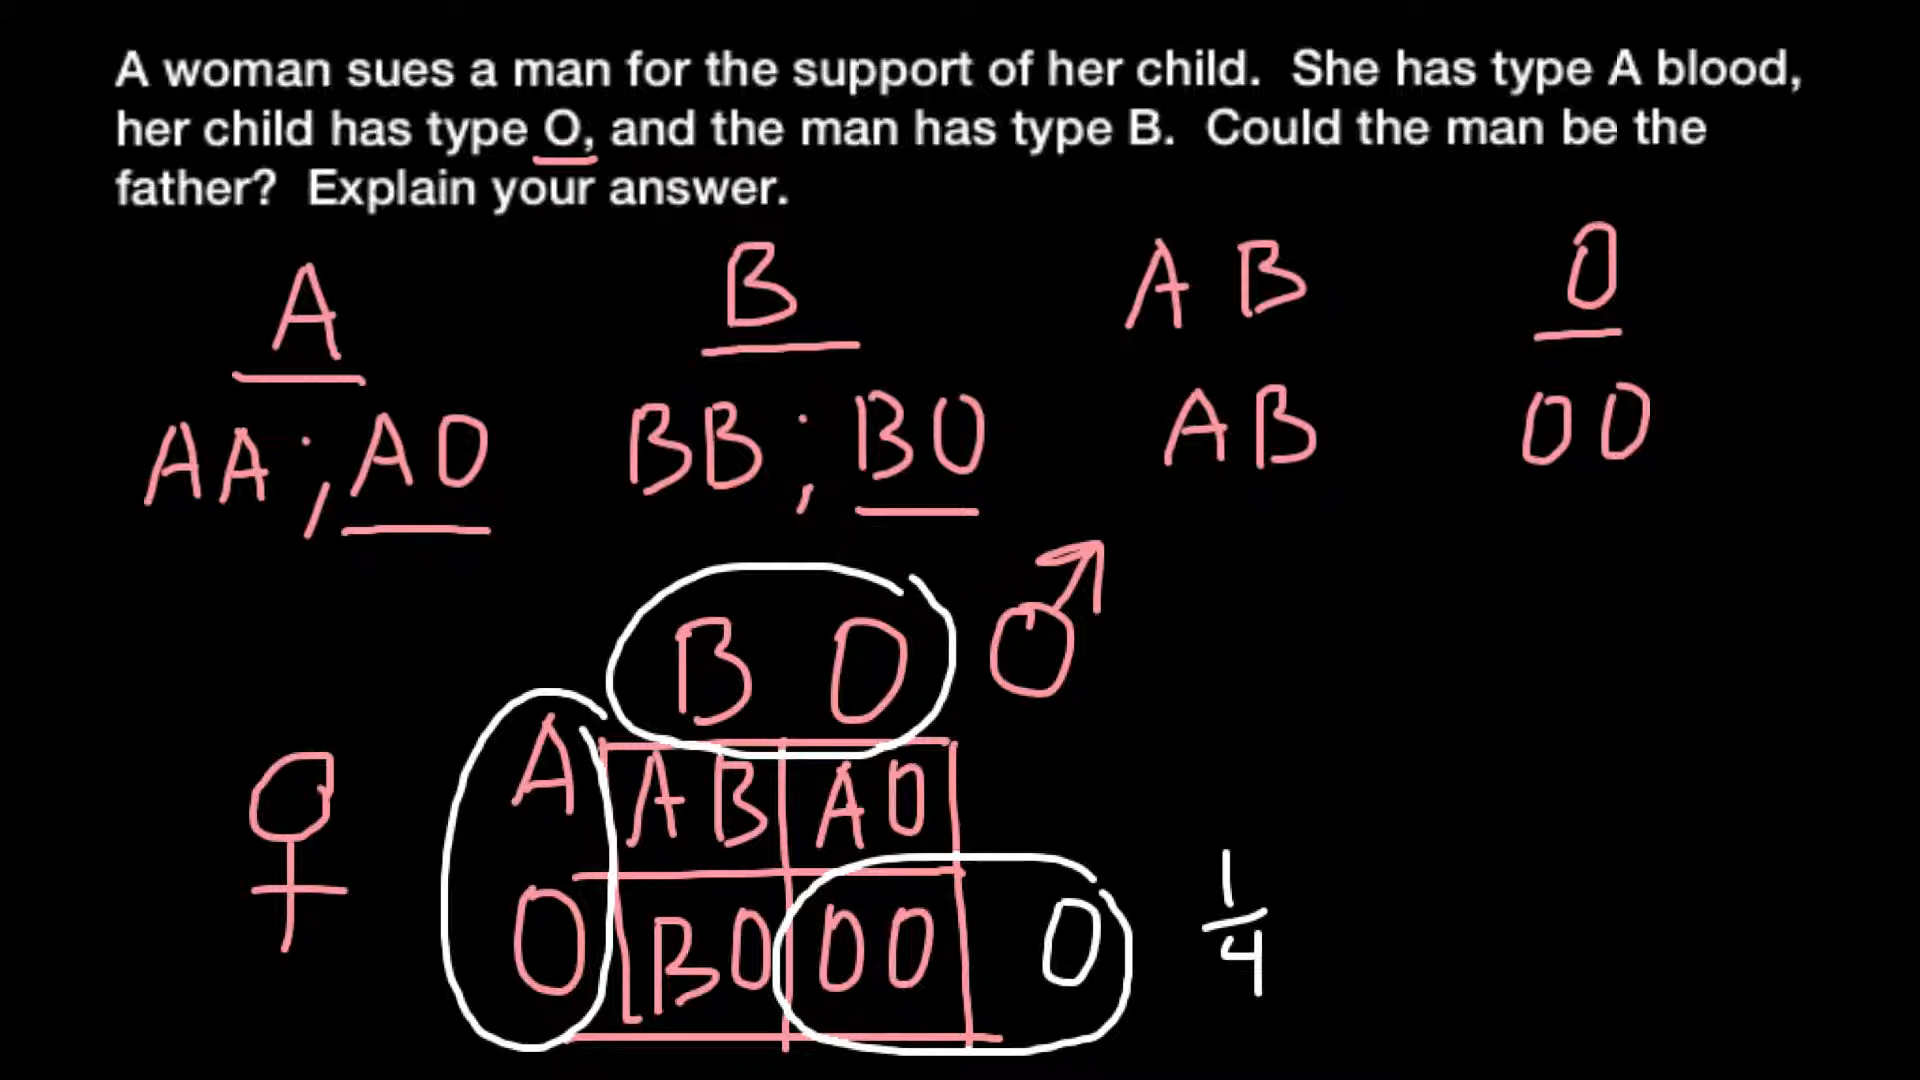 A woman sues a man for the support of her child. She has type A blood,
her child has type O, and the man has type B. Could the man be the
father? Explain your answer.
A B AB O
AA; AO BB; BO AB OO
B O
A AB AO
O BO OO O 1/4